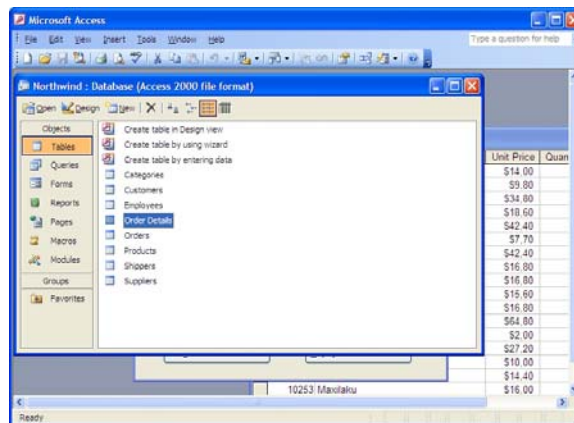 Microsoft Access
File Edit View Insert Tools Window Help
Type a question for help
Northwind : Database (Access 2000 file format)
Open Design New
Objects
Tables
Queries
Forms
Reports
Pages
Macros
Modules
Groups
Favorites
Create table in Design view
Create table by using wizard
Create table by entering data
Categories
Customers
Employees
Order Details
Orders
Products
Shippers
Suppliers
Unit Price Quan
$14,00
$9,80
$34,80
$18,60
$42,40
$7,70
$42,40
$16,80
$16,80
$15,60
$16,80
$64,80
$2,00
$27,20
$10,00
$14,40
10253 Maxilaku $16,00
Ready